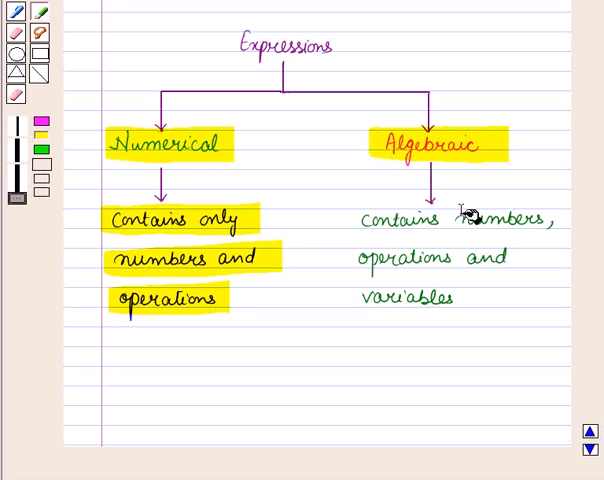 Expressions
Numerical
Algebraic
Contains only
numbers and
operations
contains numbers,
operations and
variables